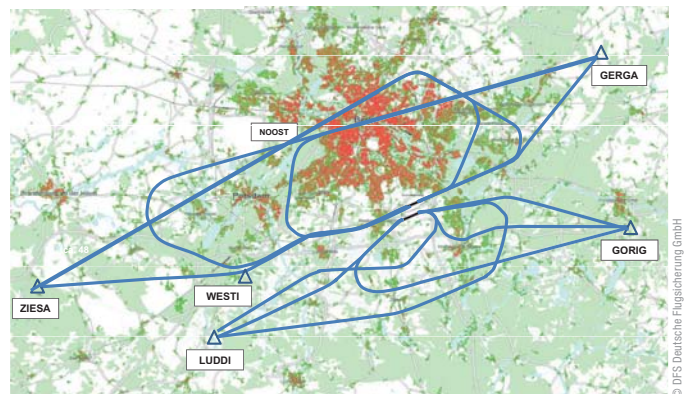 GERGA
NOOST
GORIG
WESTI
ZIESA
LUDDI
© DFS Deutsche Flugsicherung GmbH